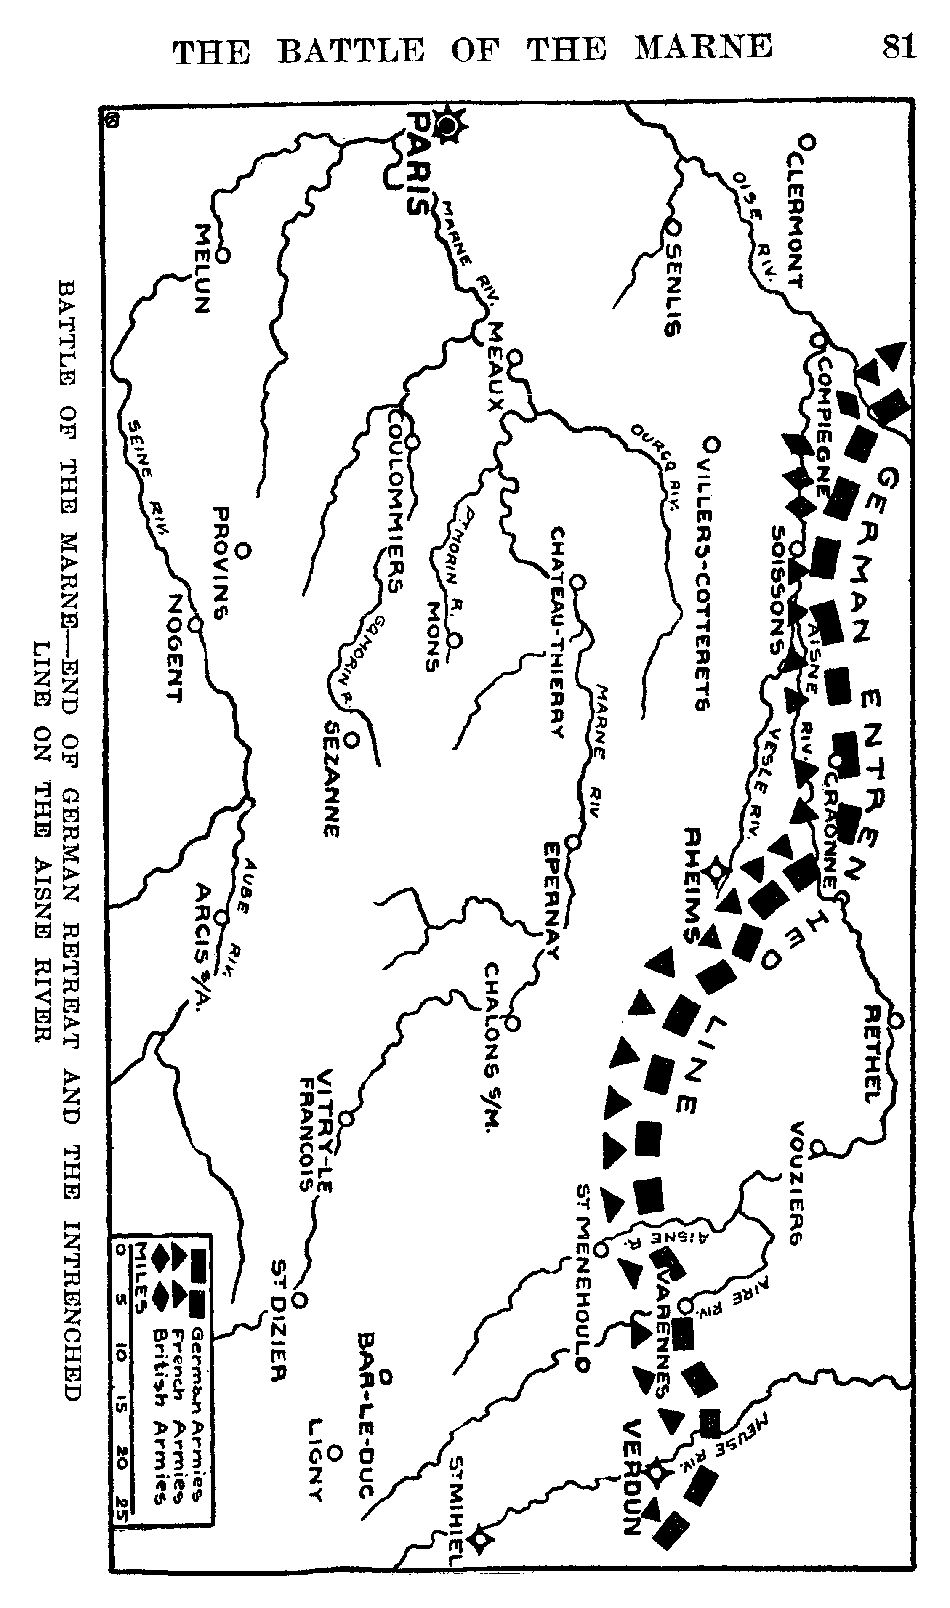 THE BATTLE OF THE MARNE 81
CLERMONT
OISE RIV.
SENLIS
PARIS
MARNE RIV.
MELUN
MEAUX
COMPIEGNE
GERMAN ENTRENCHED LINE
COULOMMIERS
OURCQ RIV.
VILLERS-COTTERETS
SOISSONS
SEINE RIV.
PROVINS
NOGENT
PT MORIN R.
MONS
CHATEAU-THIERRY
GD MORIN R.
AISNE RIV.
SEZANNE
MARNE RIV
VESLE RIV.
CRAONNE
RHEIMS
EPERNAY
AUBE RIV.
ARCIS S/A.
CHALONS S/M.
RETHEL
VITRY-LE
FRANCOIS
VOUZIERS
ST MENEHOULD
AISNE R.
AIRE RIV.
VARENNES
ST DIZIER
BAR-LE-DUC
LIGNY
MEUSE RIV.
VERDUN
ST MIHIEL
German Armies
French Armies
British Armies
MILES
0 5 10 15 20 25
BATTLE OF THE MARNE—END OF GERMAN RETREAT AND THE INTRENCHED
LINE ON THE AISNE RIVER